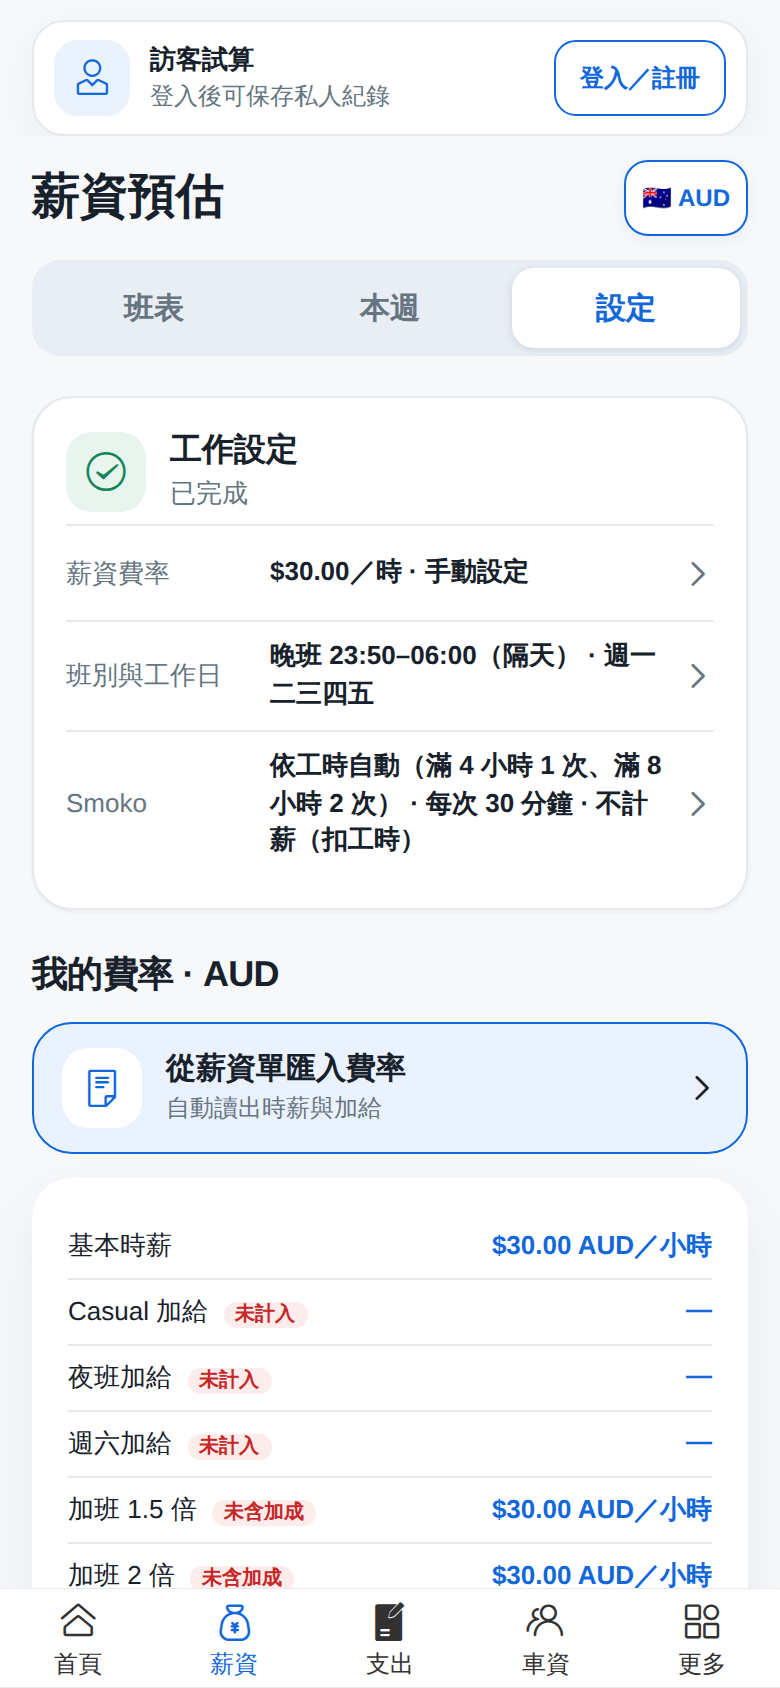 訪客試算
登入後可保存私人紀錄
登入／註冊
薪資預估
AUD
班表
本週
設定
工作設定
已完成
薪資費率
$30.00／時 · 手動設定
班別與工作日
晚班 23:50–06:00（隔天） · 週一
二三四五
Smoko
依工時自動（滿 4 小時 1 次、滿 8
小時 2 次） · 每次 30 分鐘 · 不計
薪（扣工時）
我的費率 · AUD
從薪資單匯入費率
自動讀出時薪與加給
基本時薪
$30.00 AUD／小時
Casual 加給 未計入
—
夜班加給 未計入
—
週六加給 未計入
—
加班 1.5 倍 未含加成
$30.00 AUD／小時
加班 2 倍 未含加成
$30.00 AUD／小時
首頁
薪資
支出
車資
更多